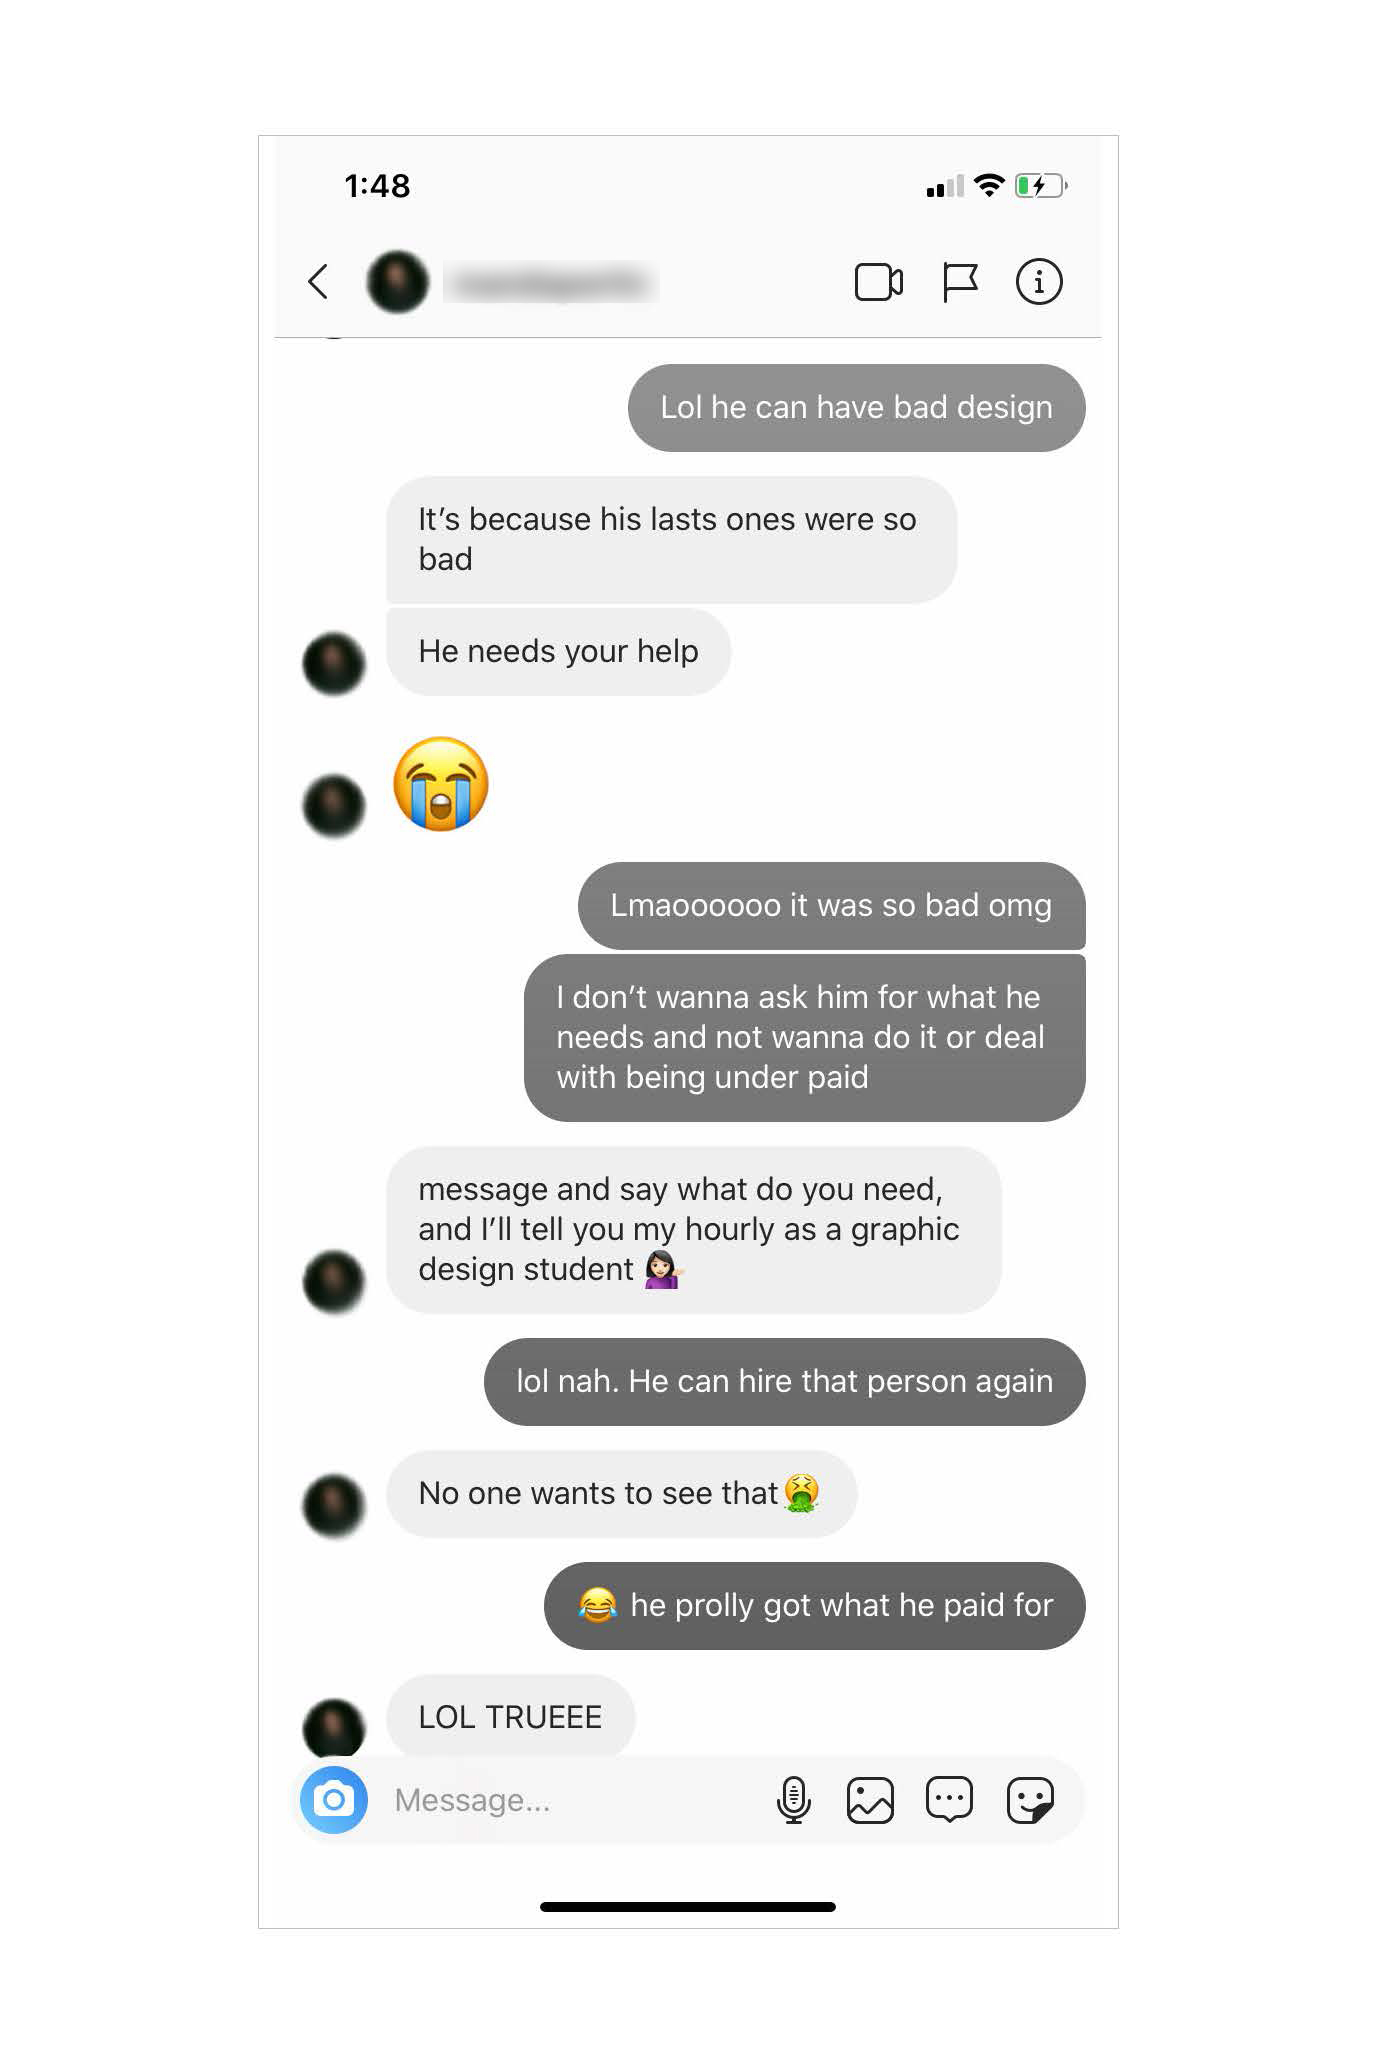 1:48
Lol he can have bad design
It’s because his lasts ones were so
bad
He needs your help
😭
Lmaoooooo it was so bad omg
I don’t wanna ask him for what he
needs and not wanna do it or deal
with being under paid
message and say what do you need,
and I’ll tell you my hourly as a graphic
design student 💁🏻‍♀️
lol nah. He can hire that person again
No one wants to see that🤮
😂 he prolly got what he paid for
LOL TRUEEE
Message...